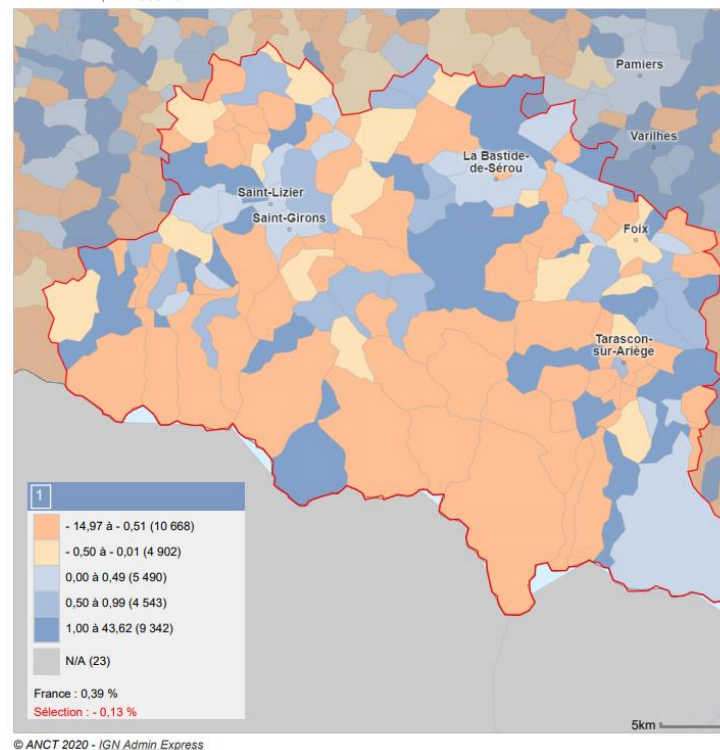 Pamiers
Varilhes
La Bastide-
de-Sérou
Saint-Lizier
Saint-Girons
Foix
Tarascon-
sur-Ariège
1
- 14,97 à - 0,51 (10 668)
- 0,50 à - 0,01 (4 902)
0,00 à 0,49 (5 490)
0,50 à 0,99 (4 543)
1,00 à 43,62 (9 342)
N/A (23)
France : 0,39 %
Sélection : - 0,13 %
5km
© ANCT 2020 - IGN Admin Express